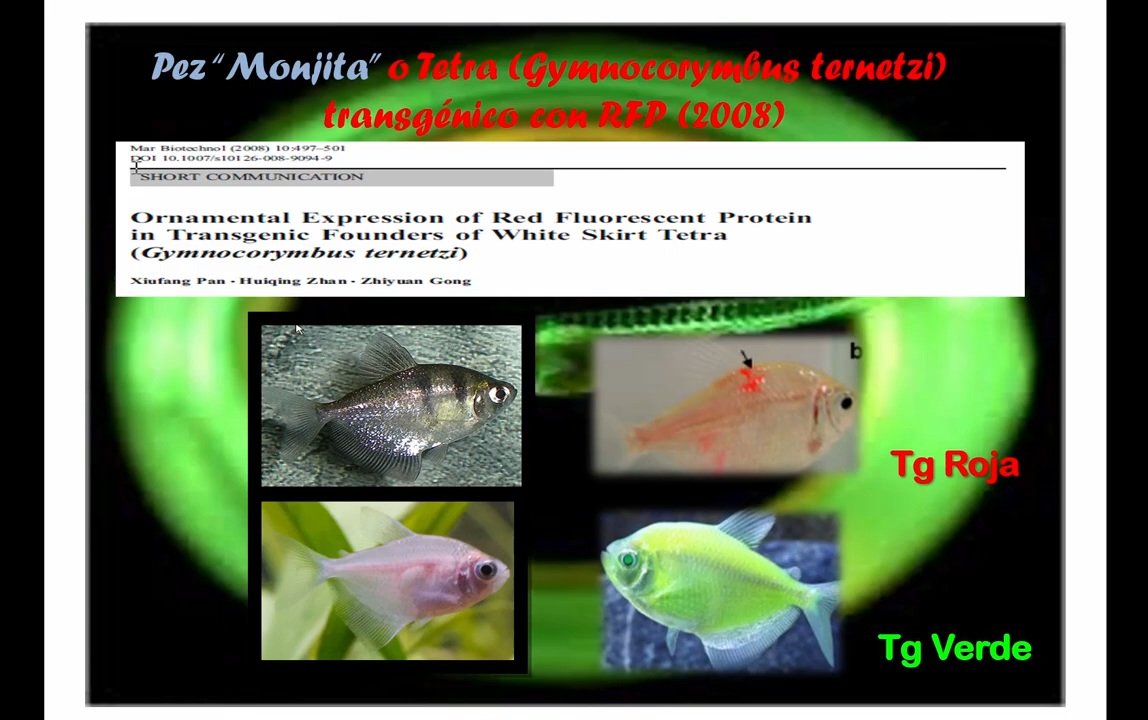 Pez “Monjita” o Tetra (Gymnocorymbus ternetzi)
transgénico con RFP (2008)
Mar Biotechnol (2008) 10:497–501
DOI 10.1007/s10126-008-9094-9
SHORT COMMUNICATION
Ornamental Expression of Red Fluorescent Protein
in Transgenic Founders of White Skirt Tetra
(Gymnocorymbus ternetzi)
Xiufang Pan · Huiqing Zhan · Zhiyuan Gong
b
Tg Roja
Tg Verde